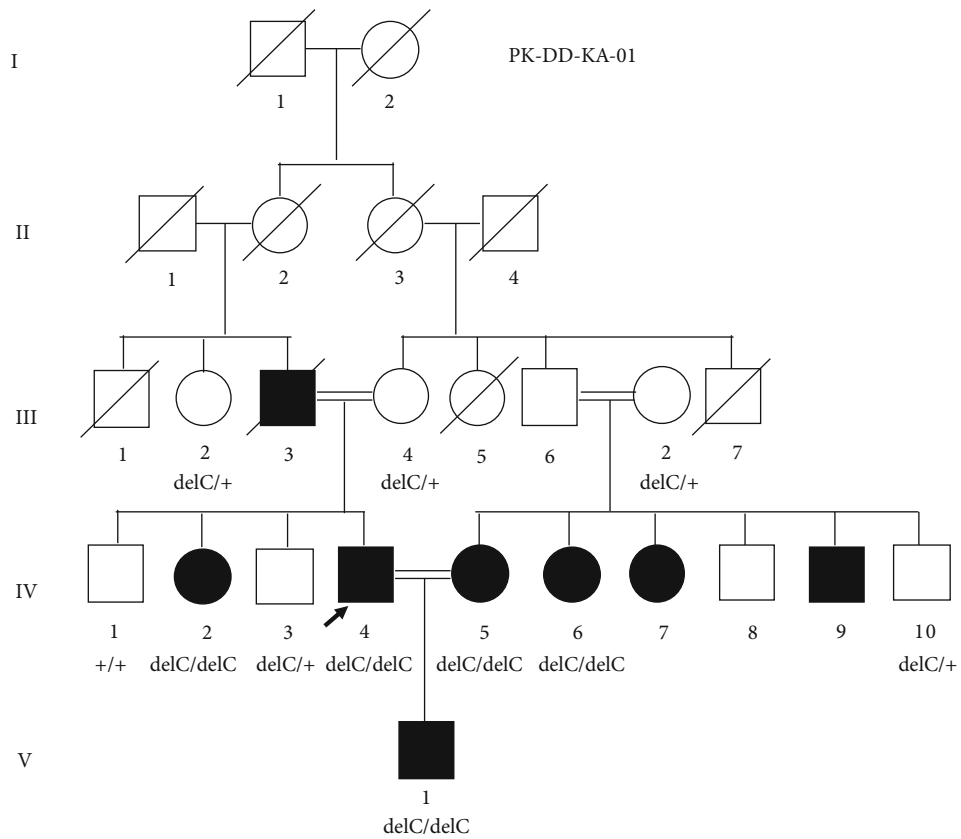 I
PK-DD-KA-01
1 2
II
1 2 3 4
III
1 2 3 4 5 6 2 7
delC/+ delC/+ delC/+
IV
1 2 3 4 5 6 7 8 9 10
+/+ delC/delC delC/+ delC/delC delC/delC delC/delC delC/+
V
1
delC/delC